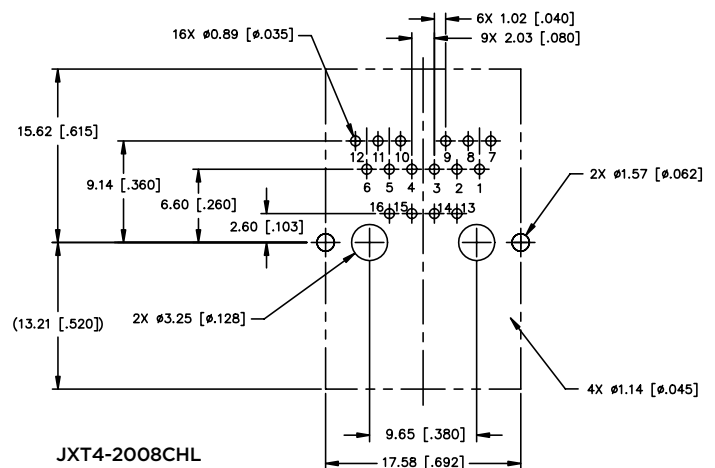 6X 1.02 [.040]
16X ø0.89 [ø.035]
9X 2.03 [.080]
15.62 [.615]
12 11 10 9 8 7
9.14 [.360]
2X ø1.57 [ø.062]
6 5 4 3 2 1
6.60 [.260]
16 15 14 13
2.60 [.103]
(13.21 [.520])
2X ø3.25 [ø.128]
4X ø1.14 [ø.045]
9.65 [.380]
JXT4-2008CHL
17.58 [.692]